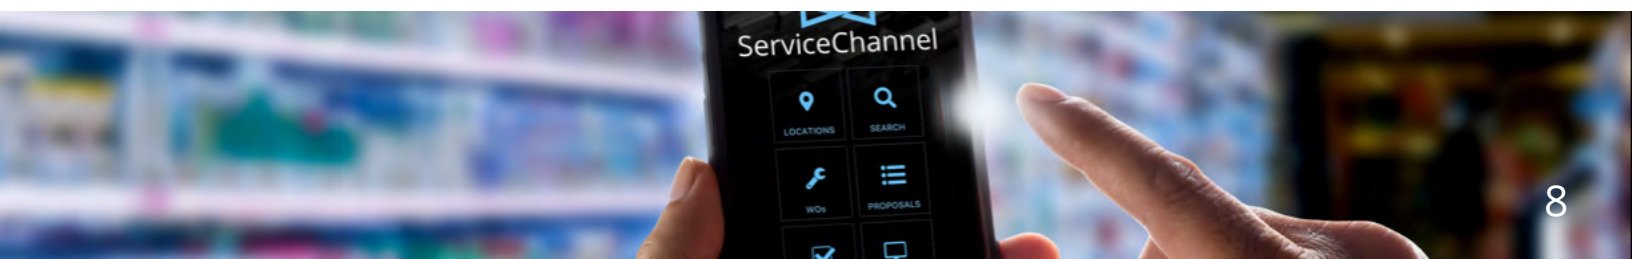 ServiceChannel
LOCATIONS
SEARCH
WOs
PROPOSALS
8